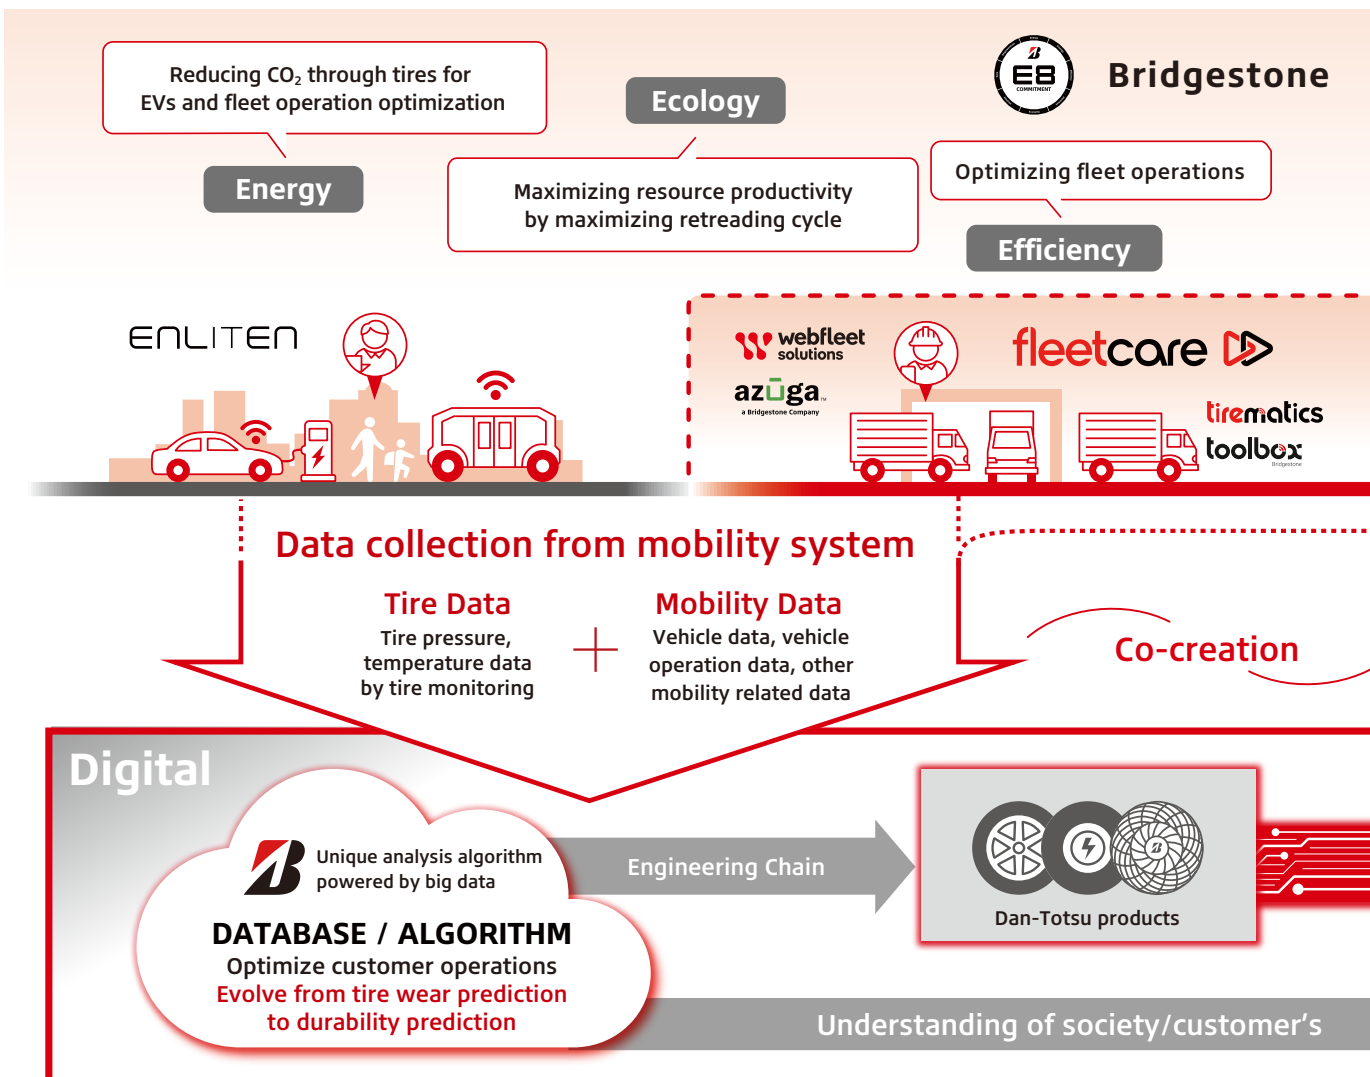 Reducing CO₂ through tires for
EVs and fleet operation optimization
Energy
Ecology
Maximizing resource productivity
by maximizing retreading cycle
E8
COMMITMENT
Bridgestone
Optimizing fleet operations
Efficiency
ENLITEN
webfleet
solutions
azūga™
a Bridgestone Company
fleetcare
tirematics
toolbox
Bridgestone
Data collection from mobility system
Tire Data
Tire pressure,
temperature data
by tire monitoring
Mobility Data
Vehicle data, vehicle
operation data, other
mobility related data
Co-creation
Digital
B Unique analysis algorithm
powered by big data
DATABASE / ALGORITHM
Optimize customer operations
Evolve from tire wear prediction
to durability prediction
Engineering Chain
Dan-Totsu products
Understanding of society/customer's